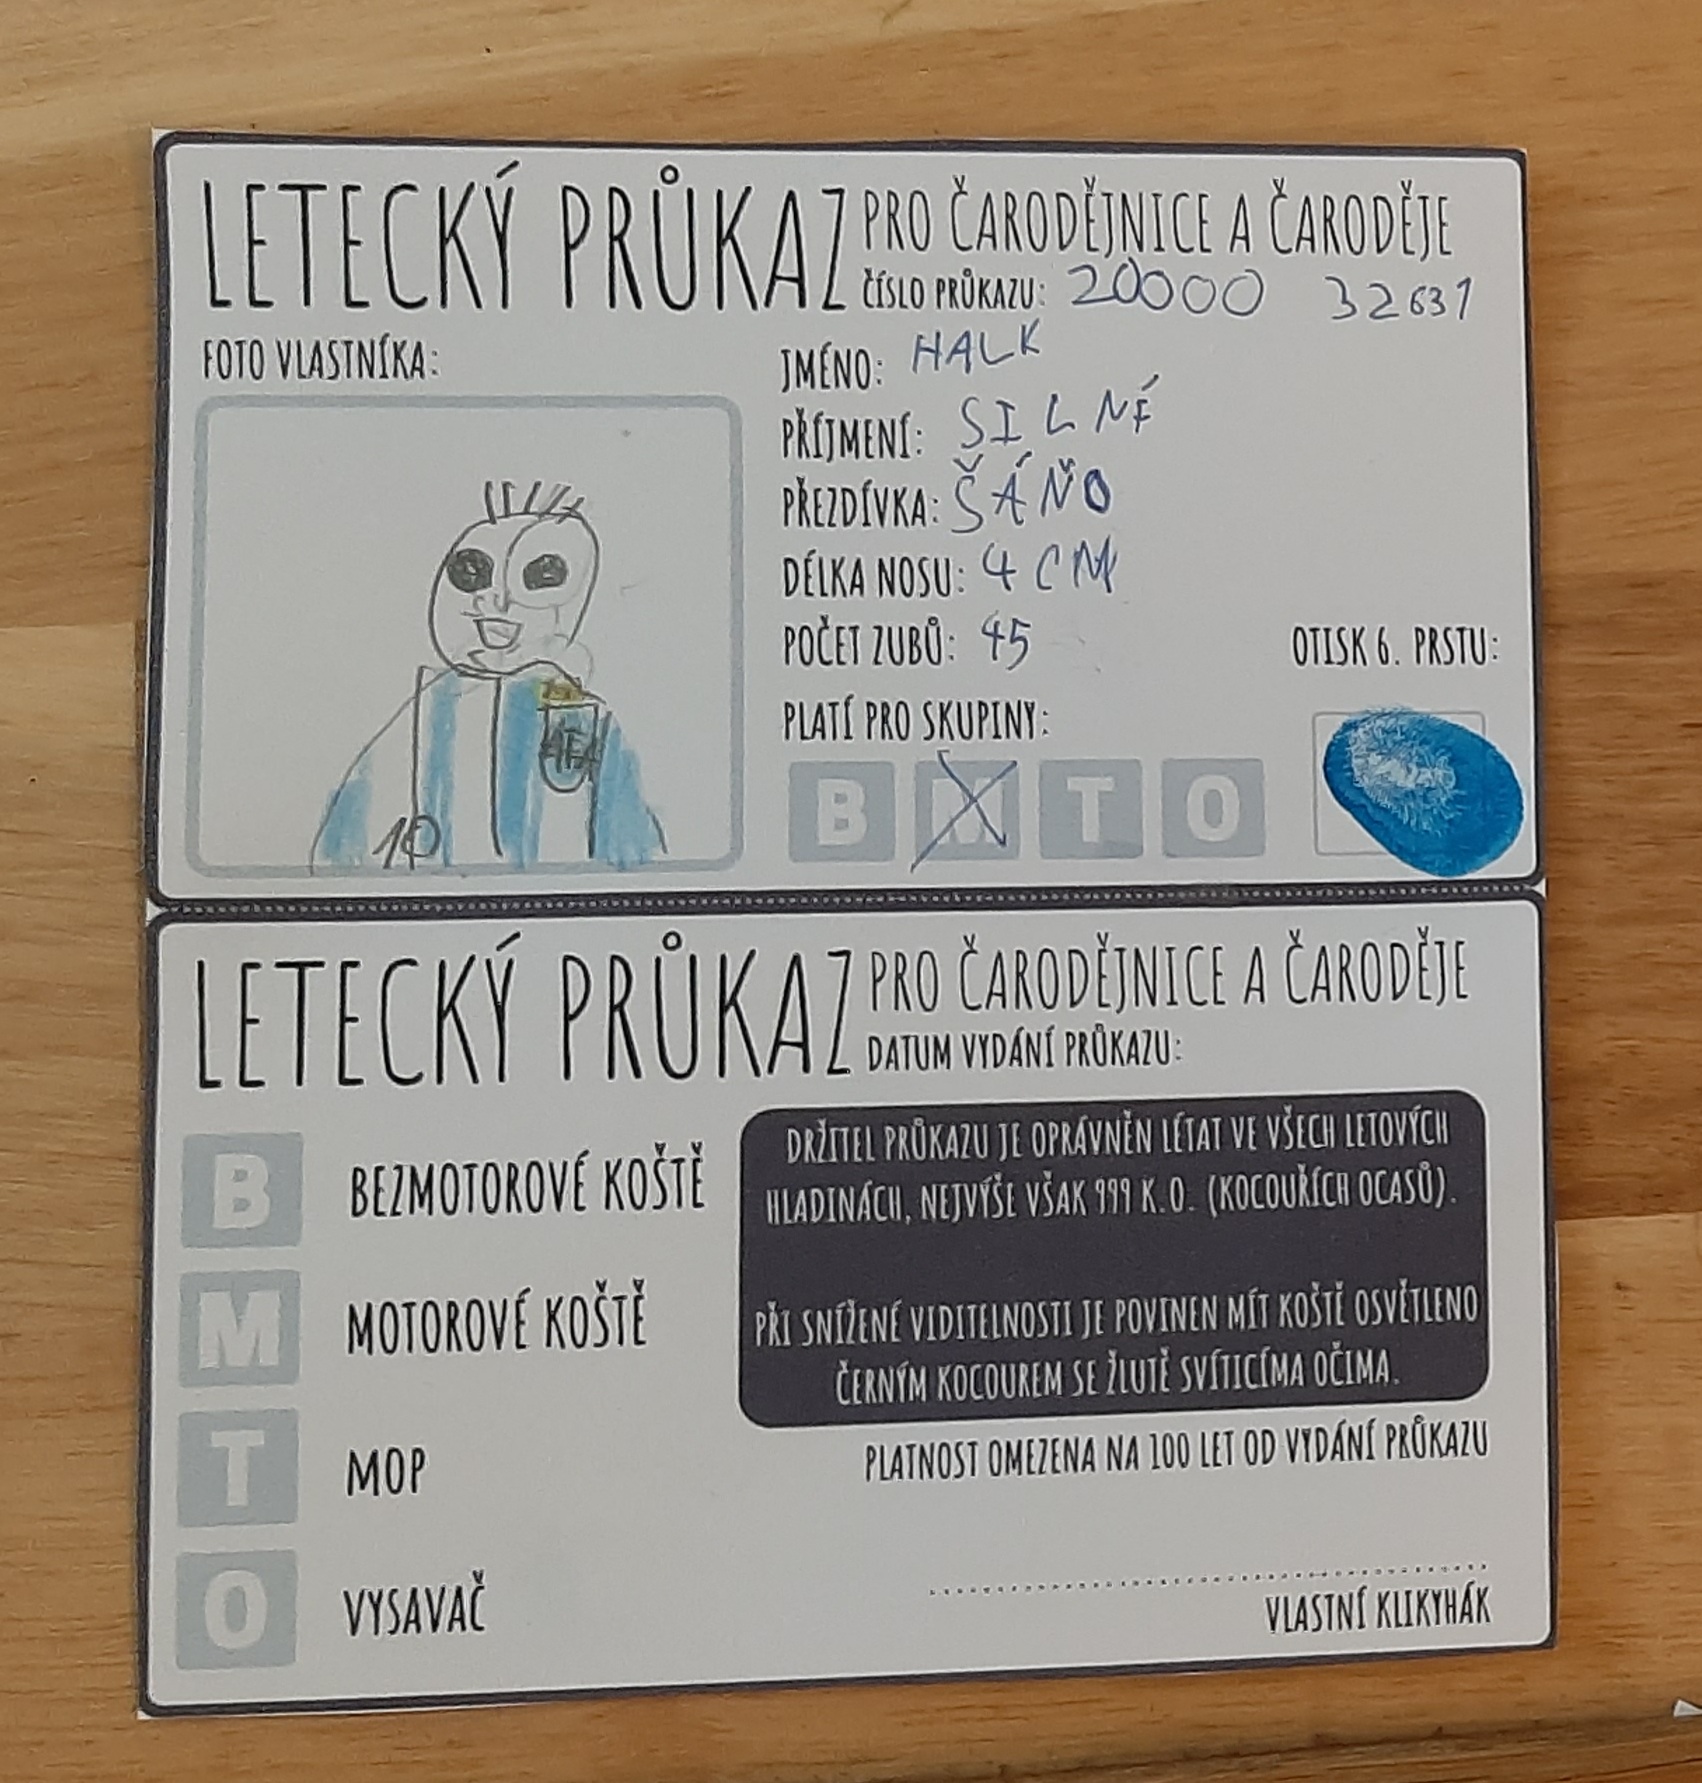 LETECKÝ PRŮKAZ PRO ČARODĚJNICE A ČARODĚJE
ČÍSLO PRŮKAZU: 20000 32631
FOTO VLASTNÍKA:
10
AFA
JMÉNO: HALK
PŘÍJMENÍ: SILNÉ
PŘEZDÍVKA: ŠÁŇO
DÉLKA NOSU: 4 CM
POČET ZUBŮ: 45
OTISK 6. PRSTU:
PLATÍ PRO SKUPINY:
B M T O
LETECKÝ PRŮKAZ PRO ČARODĚJNICE A ČARODĚJE
DATUM VYDÁNÍ PRŮKAZU:
B BEZMOTOROVÉ KOŠTĚ
M MOTOROVÉ KOŠTĚ
T MOP
O VYSAVAČ
DRŽITEL PRŮKAZU JE OPRÁVNĚN LÉTAT VE VŠECH LETOVÝCH
HLADINÁCH, NEJVÝŠE VŠAK 999 K.O. (KOCOUŘÍCH OCASŮ).
PŘI SNÍŽENÉ VIDITELNOSTI JE POVINEN MÍT KOŠTĚ OSVĚTLENO
ČERNÝM KOCOUREM SE ŽLUTĚ SVÍTICÍMA OČIMA.
PLATNOST OMEZENA NA 100 LET OD VYDÁNÍ PRŮKAZU
VLASTNÍ KLIKYHÁK